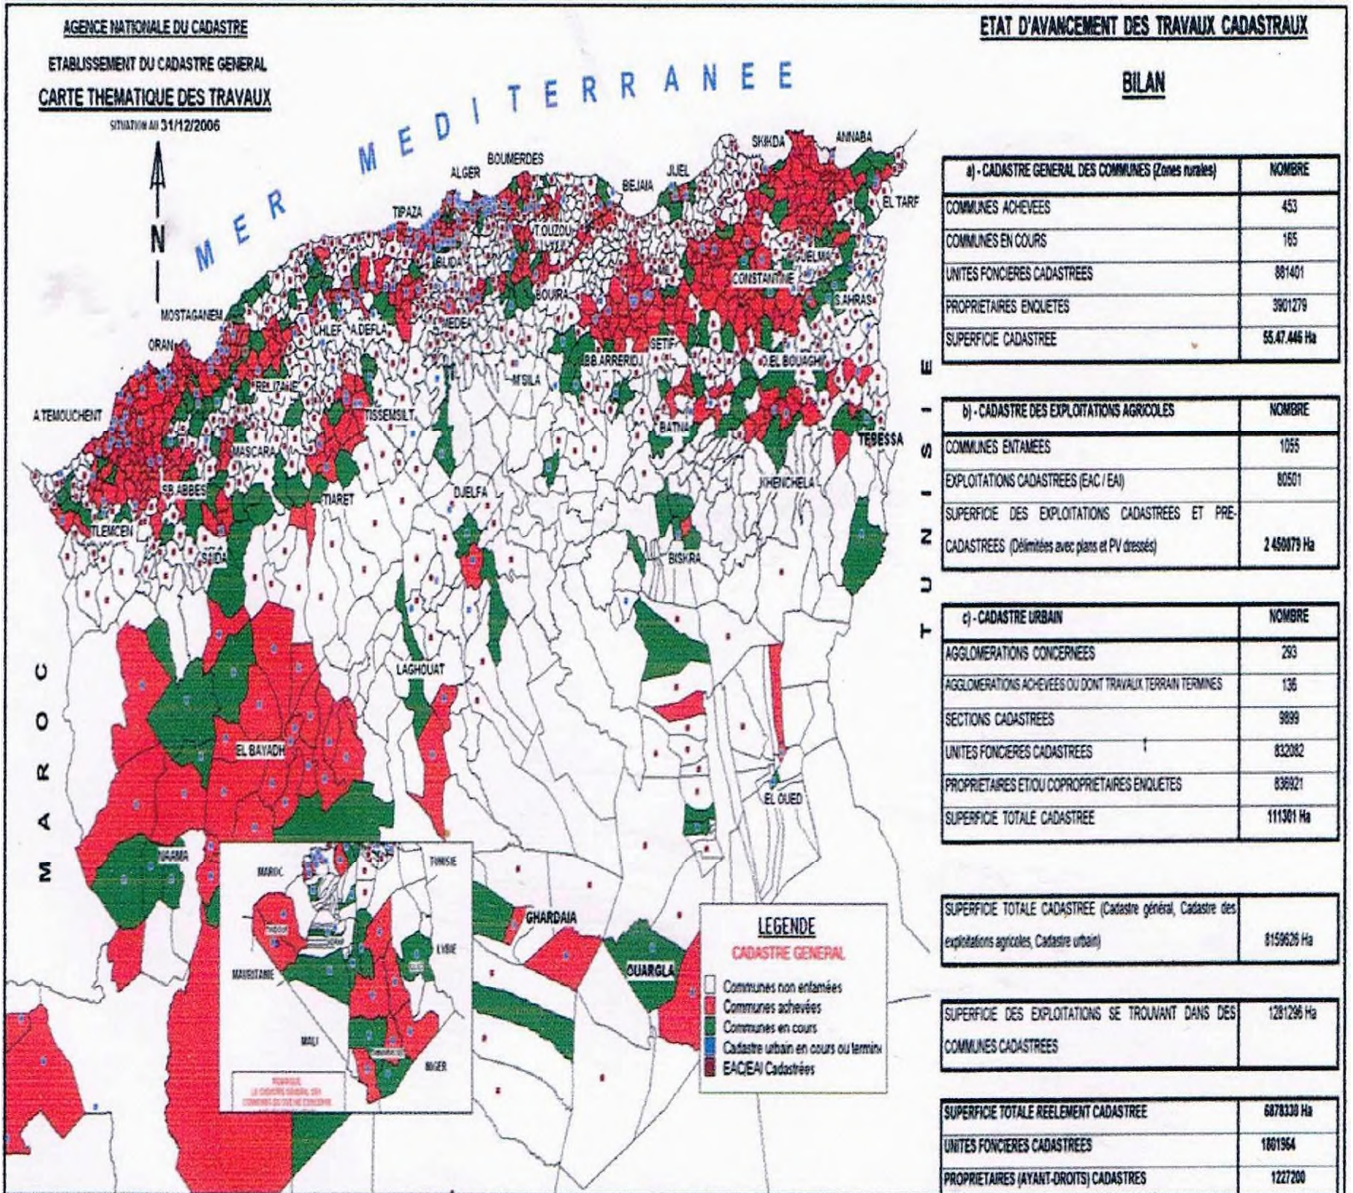 AGENCE NATIONALE DU CADASTRE
ETABLISSEMENT DU CADASTRE GENERAL
CARTE THEMATIQUE DES TRAVAUX
SITUATION AU 31/12/2006
N
MER MEDITERRANEE
MAROC
TUNISIE
SKIKDA
ANNABA
BOUMERDES
ALGER
JIJEL
BEJAIA
EL TARF
TIPAZA
T.OUZOU
BLIDA
GUELMA
CONSTANTINE
BOUIRA
S.AHRAS
MOSTAGANEM
CHLEF
A.DEFLA
MEDEA
ORAN
SETIF
BB.ARRERIDJ
O.EL BOUAGHI
RELIZANE
M'SILA
A.TEMOUCHENT
TISSEMSILT
BATNA
TEBESSA
MASCARA
SB.ABBES
TIARET
DJELFA
KHENCHELA
TLEMCEN
SAIDA
BISKRA
LAGHOUAT
EL BAYADH
EL OUED
NAAMA
GHARDAIA
OUARGLA
MAROC
TUNISIE
LYBIE
MAURITANIE
MALI
NIGER
LEGENDE
CADASTRE GENERAL
Communes non entamées
Communes achevées
Communes en cours
Cadastre urbain en cours ou termin
EAC/EAI Cadastrées
ETAT D'AVANCEMENT DES TRAVAUX CADASTRAUX
BILAN
a) - CADASTRE GENERAL DES COMMUNES (Zones rurales) NOMBRE
COMMUNES ACHEVEES 453
COMMUNES EN COURS 165
UNITES FONCIERES CADASTREES 881401
PROPRIETAIRES ENQUETES 3901279
SUPERFICIE CADASTREE 55.47.446 Ha
b) - CADASTRE DES EXPLOITATIONS AGRICOLES NOMBRE
COMMUNES ENTAMEES 1055
EXPLOITATIONS CADASTREES (EAC / EAI) 80501
SUPERFICIE DES EXPLOITATIONS CADASTREES ET PRE-
CADASTREES (Délimitées avec plans et PV dressés) 2 450879 Ha
c) - CADASTRE URBAIN NOMBRE
AGGLOMERATIONS CONCERNEES 293
AGGLOMERATIONS ACHEVEES OU DONT TRAVAUX TERRAIN TERMINES 136
SECTIONS CADASTREES 9899
UNITES FONCIERES CADASTREES 832082
PROPRIETAIRES ET/OU COPROPRIETAIRES ENQUETES 836921
SUPERFICIE TOTALE CADASTREE 111301 Ha
SUPERFICIE TOTALE CADASTREE (Cadastre général, Cadastre des
exploitations agricoles, Cadastre urbain) 8159626 Ha
SUPERFICIE DES EXPLOITATIONS SE TROUVANT DANS DES 1281296 Ha
COMMUNES CADASTREES
SUPERFICIE TOTALE REELEMENT CADASTREE 6878330 Ha
UNITES FONCIERES CADASTREES 1801964
PROPRIETAIRES (AYANT-DROITS) CADASTRES 1227200